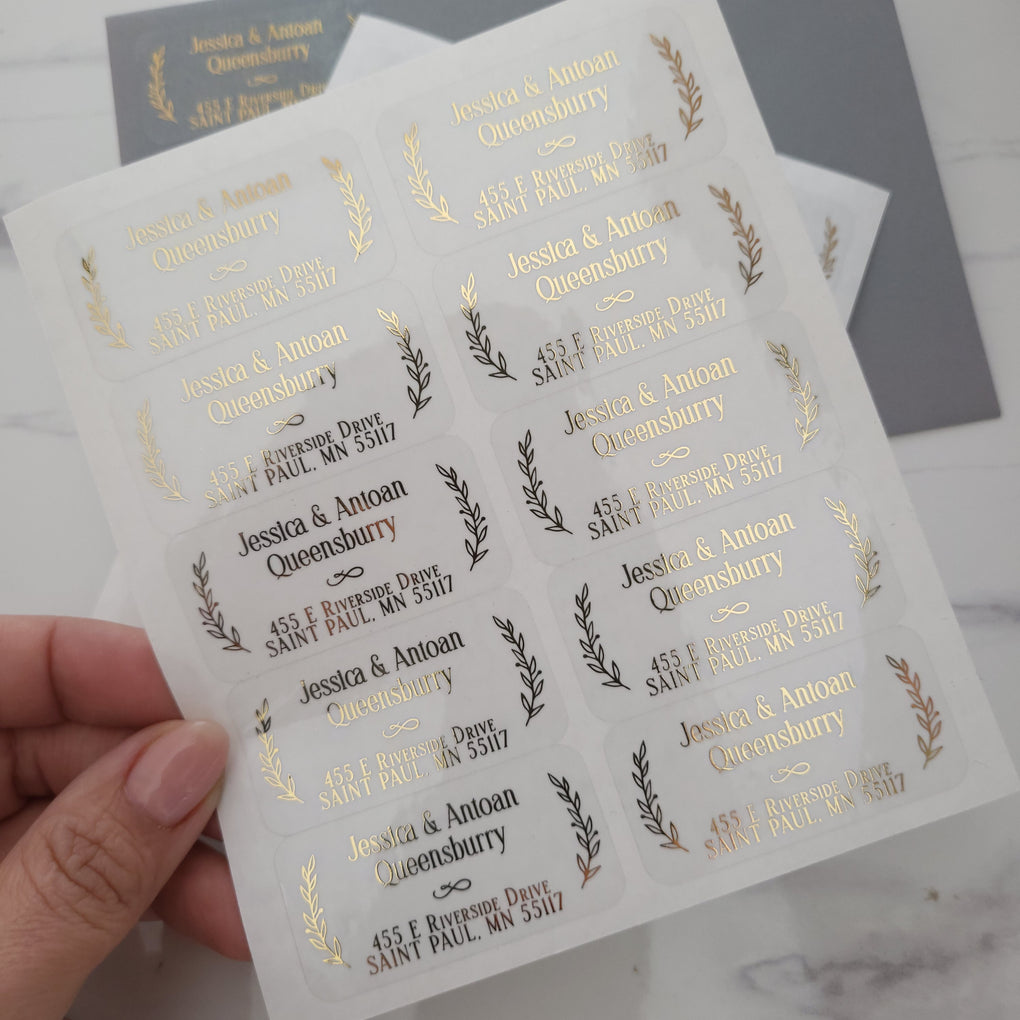 Jessica & Antoan
Queensburry
455 E Riverside Dri
SAINT PAUL, MN
Jessica & Antoan
Queensburry
455 E Riverside Drive
SAINT PAUL, MN 55117
Jessica & Antoan
Queensburry
455 E Riverside Drive
SAINT PAUL, MN 55117
Jessica & Antoan
Queensburry
455 E Riverside Drive
SAINT PAUL, MN 55117
Jessica & Antoan
Queensburry
455 E Riverside Drive
SAINT PAUL, MN 55117
Jessica & Antoan
Queensburry
455 E Riverside Drive
SAINT PAUL, MN 55117
Jessica & Antoan
Queensburry
455 E Riverside Drive
SAINT PAUL, MN 55117
Jessica & Antoan
Queensburry
455 E Riverside Drive
SAINT PAUL, MN 55117
Jessica & Antoan
Queensburry
455 E Riverside Drive
SAINT PAUL, MN 55117
Jessica & Antoan
Queensburry
455 E Riverside Drive
SAINT PAUL, MN 55117
Jessica & Antoan
Queensburry
455 E Riverside Drive
SAINT PAUL, MN 55117